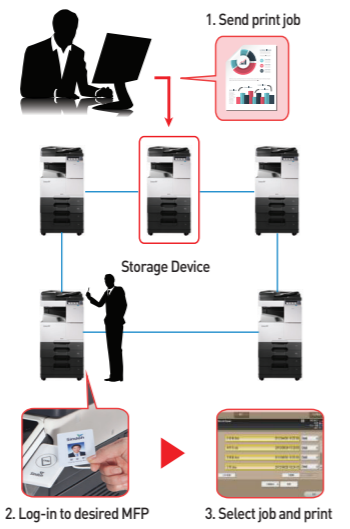 1. Send print job
Storage Device
2. Log-in to desired MFP
3. Select job and print